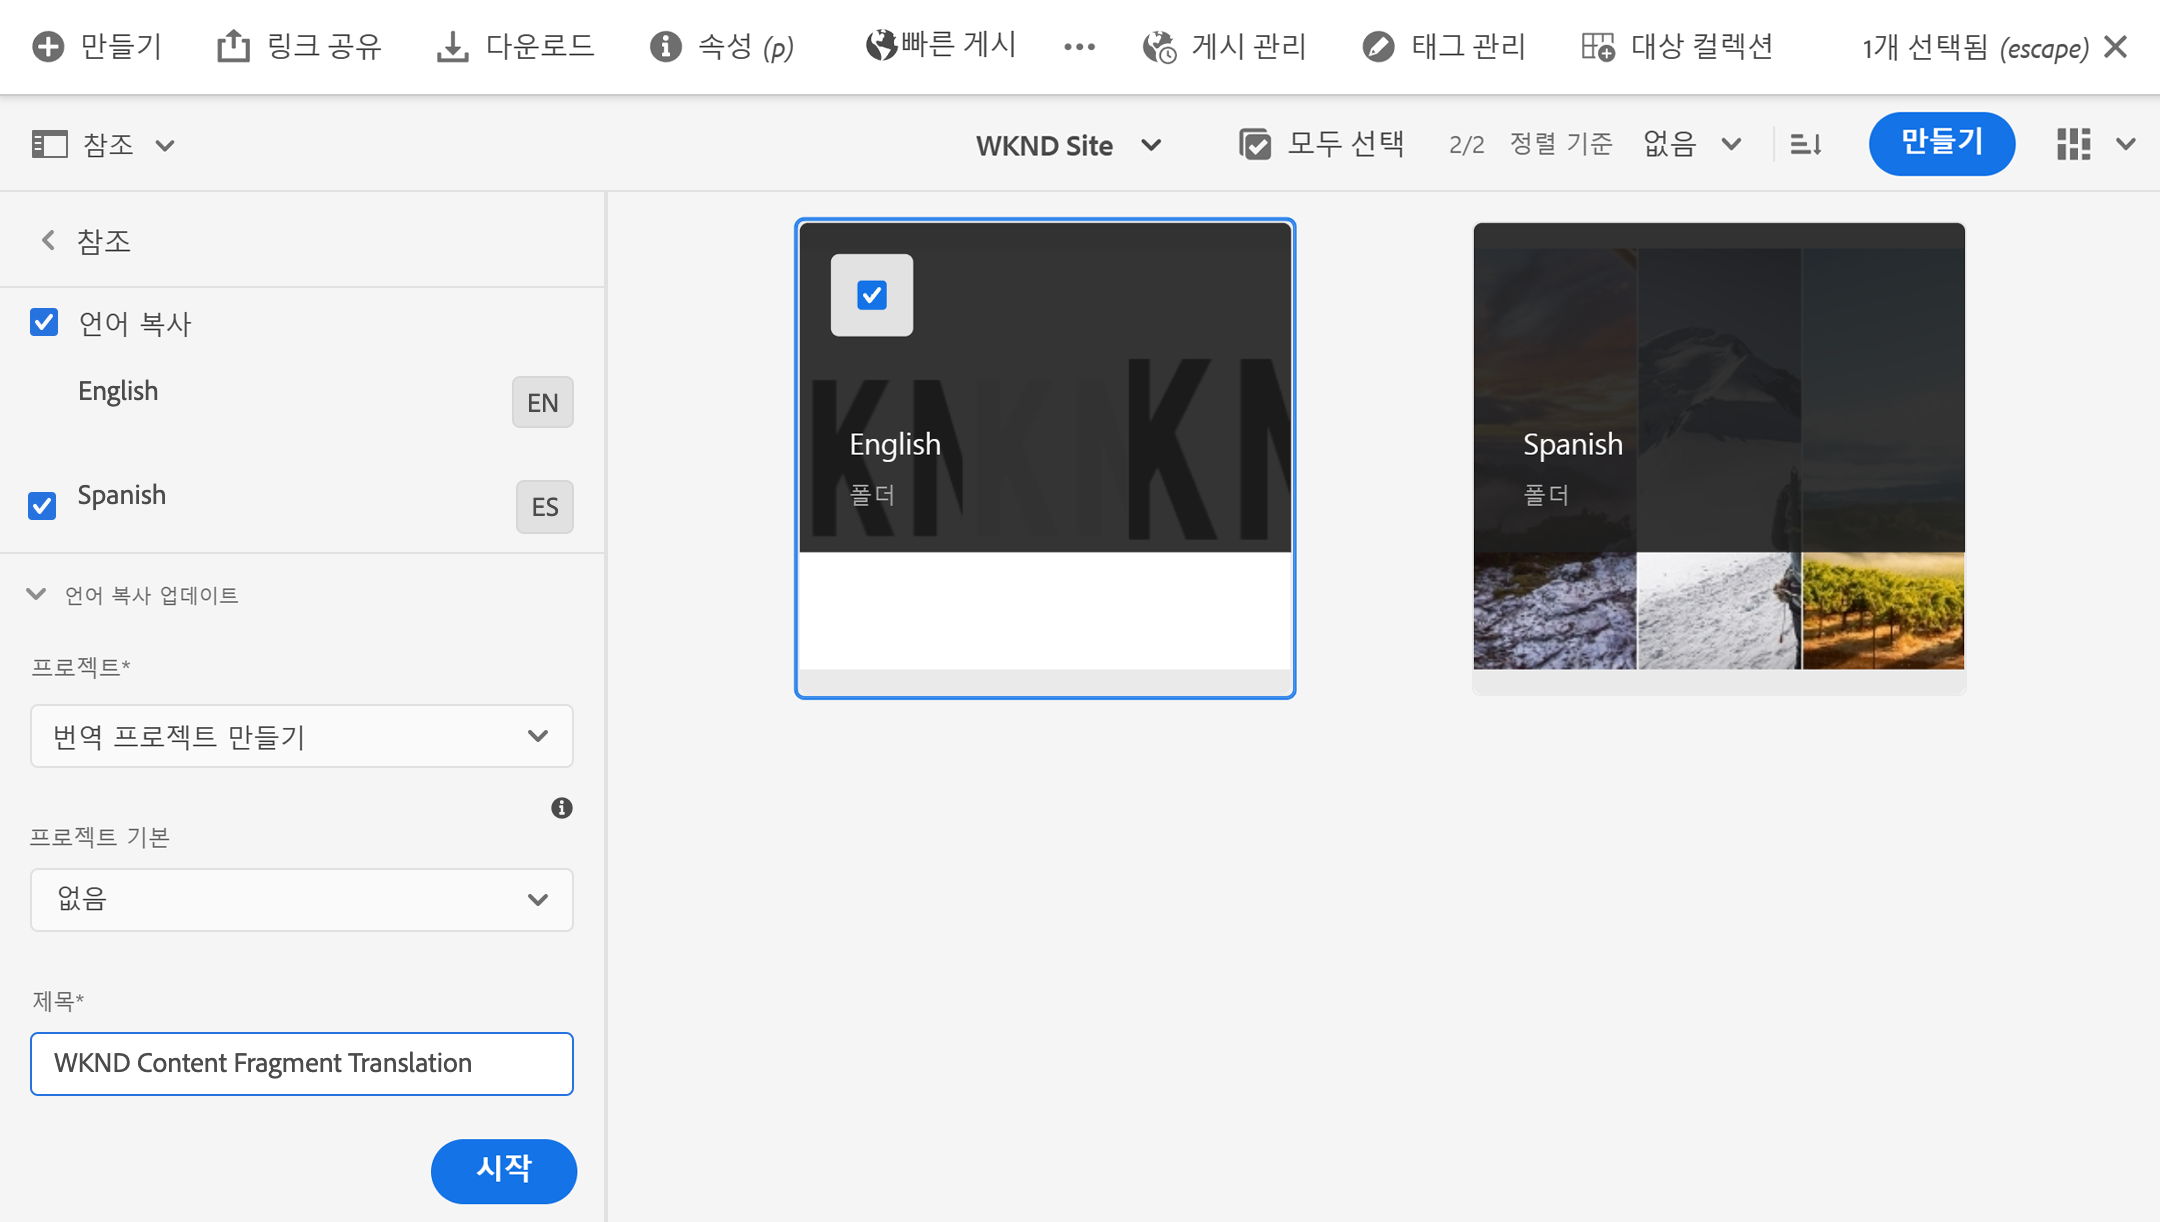 만들기 링크 공유 다운로드 속성 (p) 빠른 게시 ••• 게시 관리 태그 관리 대상 컬렉션 1개 선택됨 (escape)
참조 WKND Site 모두 선택 2/2 정렬 기준 없음 만들기
참조
언어 복사
English EN
Spanish ES
언어 복사 업데이트
프로젝트*
번역 프로젝트 만들기
프로젝트 기본
없음
제목*
WKND Content Fragment Translation
시작
KN KN KN
English
폴더
Spanish
폴더